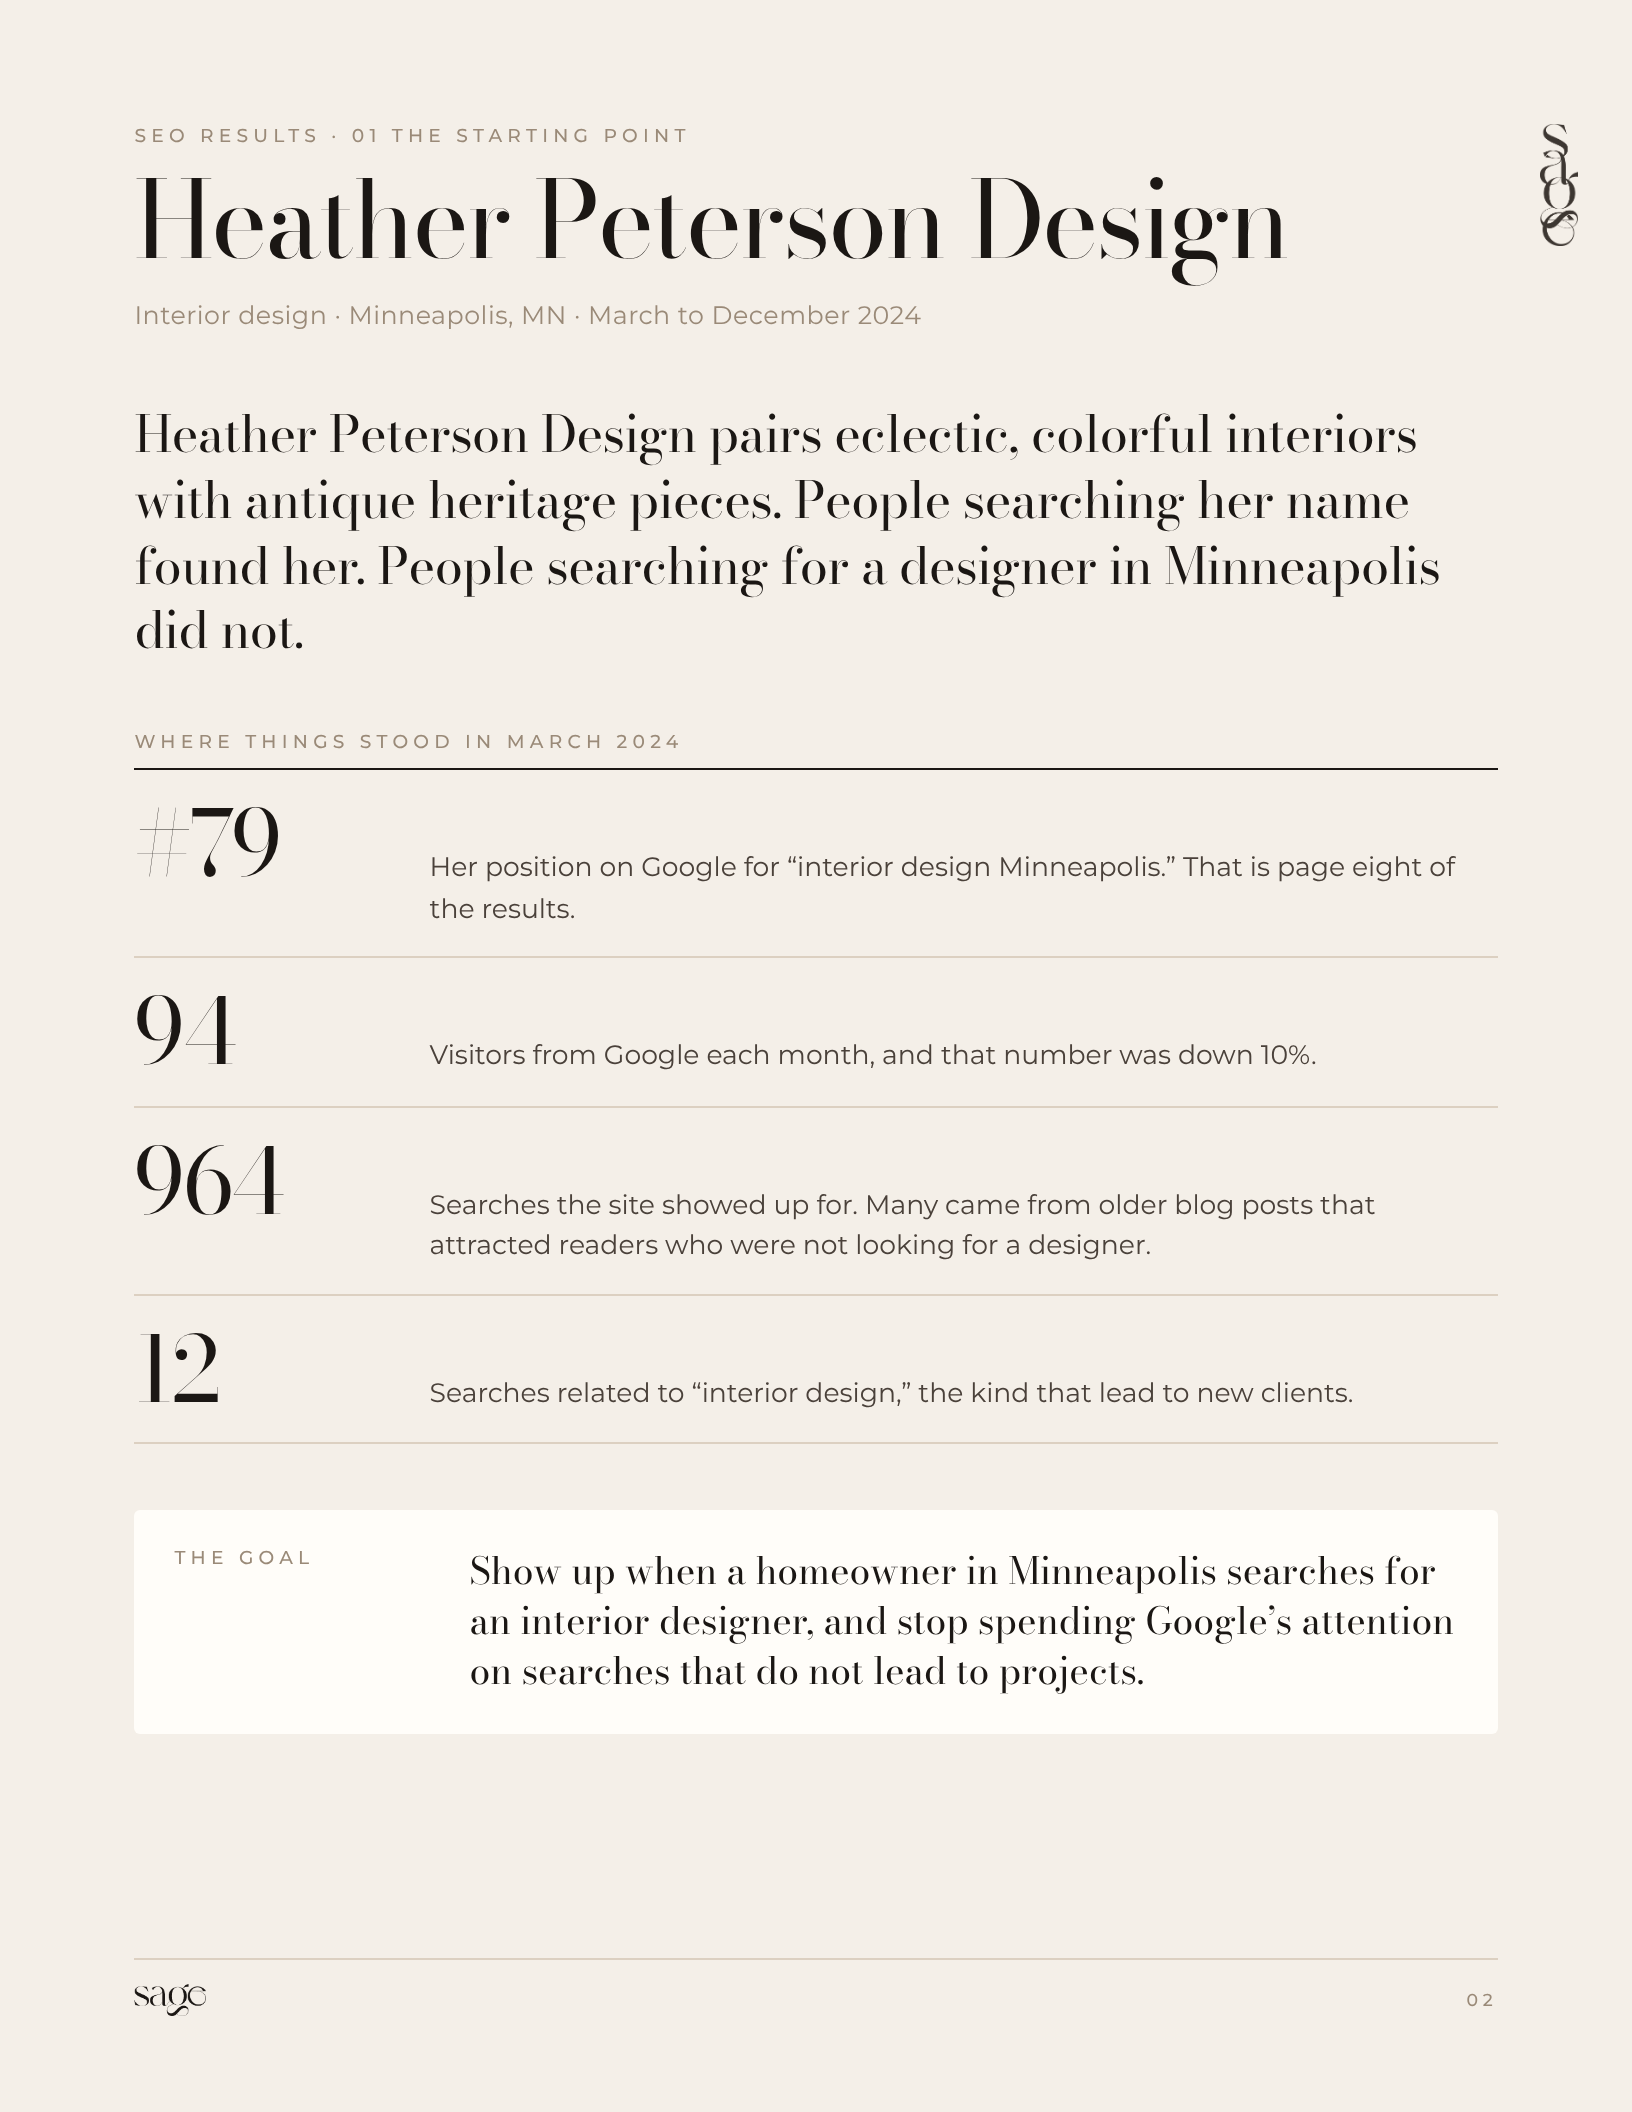 SEO RESULTS · 01 THE STARTING POINT
sage
Heather Peterson Design
Interior design · Minneapolis, MN · March to December 2024
Heather Peterson Design pairs eclectic, colorful interiors
with antique heritage pieces. People searching her name
found her. People searching for a designer in Minneapolis
did not.
WHERE THINGS STOOD IN MARCH 2024
#79
Her position on Google for “interior design Minneapolis.” That is page eight of
the results.
94
Visitors from Google each month, and that number was down 10%.
964
Searches the site showed up for. Many came from older blog posts that
attracted readers who were not looking for a designer.
12
Searches related to “interior design,” the kind that lead to new clients.
THE GOAL
Show up when a homeowner in Minneapolis searches for
an interior designer, and stop spending Google’s attention
on searches that do not lead to projects.
sage
02